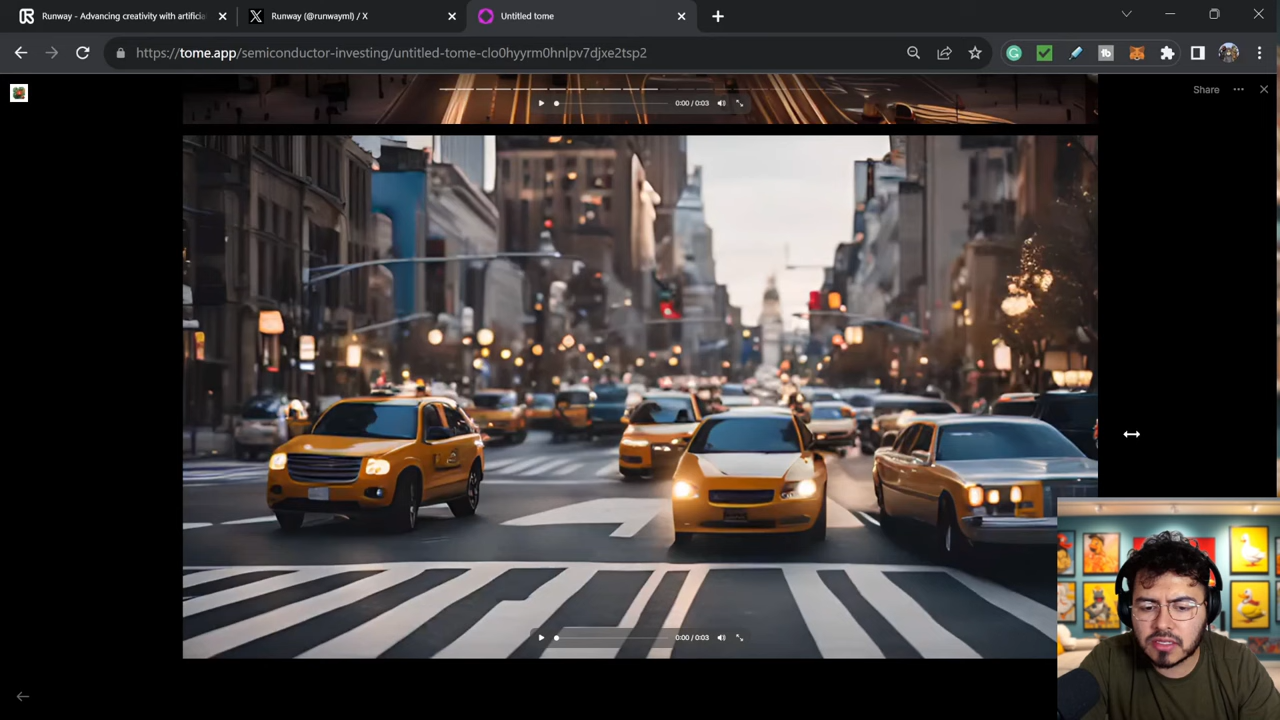 Runway - Advancing creativity with artificia
Runway (@runwayml) / X
Untitled tome
https://tome.app/semiconductor-investing/untitled-tome-clo0hyyrm0hnlpv7djxe2tsp2
Share
0:00 / 0:03
0:00 / 0:03